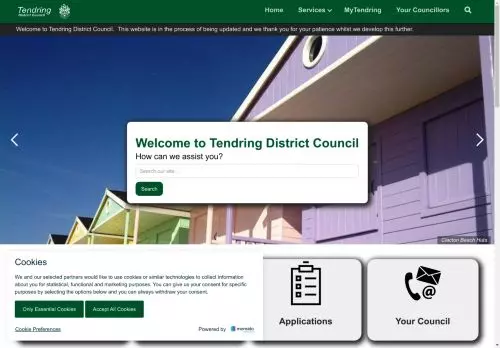 Tendring
District Council
Home
Services
MyTendring
Your Councillors
Welcome to Tendring District Council. This website is in the process of being updated and we thank you for your patience whilst we develop this further.
Welcome to Tendring District Council
How can we assist you?
Search our site...
Search
Clacton Beach Huts
Cookies
We and our selected partners would like to use cookies or similar technologies to collect information
about you for statistical, functional and marketing purposes. You can give us your consent for specific
purposes by selecting the options below and you can always withdraw your consent.
Only Essential Cookies
Accept All Cookies
Cookie Preferences
Powered by
Applications
Your Council